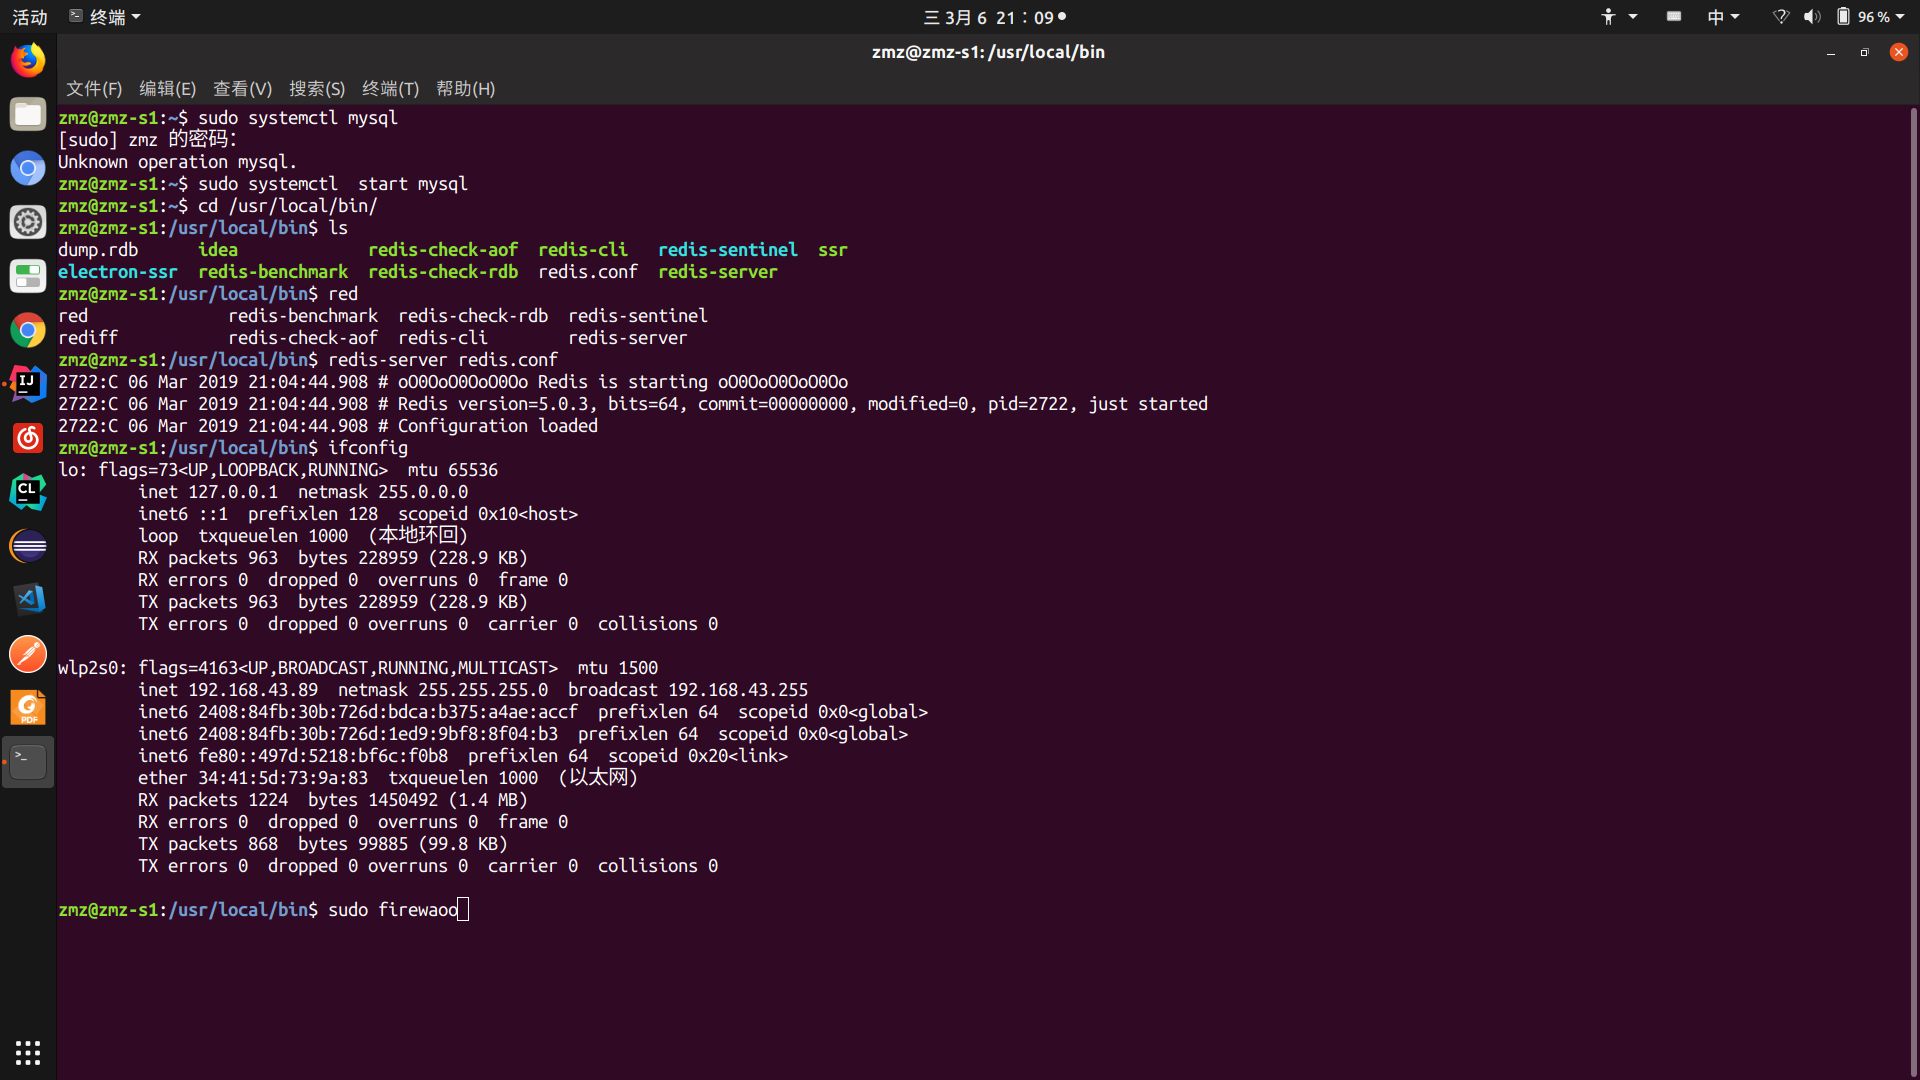 活动 终端 三 3月 6 21：09 中 96 %
zmz@zmz-s1: /usr/local/bin
文件(F) 编辑(E) 查看(V) 搜索(S) 终端(T) 帮助(H)
zmz@zmz-s1:~$ sudo systemctl mysql
[sudo] zmz 的密码：
Unknown operation mysql.
zmz@zmz-s1:~$ sudo systemctl  start mysql
zmz@zmz-s1:~$ cd /usr/local/bin/
zmz@zmz-s1:/usr/local/bin$ ls
dump.rdb      idea             redis-check-aof  redis-cli   redis-sentinel  ssr
electron-ssr  redis-benchmark  redis-check-rdb  redis.conf  redis-server
zmz@zmz-s1:/usr/local/bin$ red
red              redis-benchmark  redis-check-rdb  redis-sentinel
rediff           redis-check-aof  redis-cli        redis-server
zmz@zmz-s1:/usr/local/bin$ redis-server redis.conf
2722:C 06 Mar 2019 21:04:44.908 # oO0OoO0OoO0Oo Redis is starting oO0OoO0OoO0Oo
2722:C 06 Mar 2019 21:04:44.908 # Redis version=5.0.3, bits=64, commit=00000000, modified=0, pid=2722, just started
2722:C 06 Mar 2019 21:04:44.908 # Configuration loaded
zmz@zmz-s1:/usr/local/bin$ ifconfig
lo: flags=73<UP,LOOPBACK,RUNNING>  mtu 65536
        inet 127.0.0.1  netmask 255.0.0.0
        inet6 ::1  prefixlen 128  scopeid 0x10<host>
        loop  txqueuelen 1000  (本地环回)
        RX packets 963  bytes 228959 (228.9 KB)
        RX errors 0  dropped 0  overruns 0  frame 0
        TX packets 963  bytes 228959 (228.9 KB)
        TX errors 0  dropped 0 overruns 0  carrier 0  collisions 0
wlp2s0: flags=4163<UP,BROADCAST,RUNNING,MULTICAST>  mtu 1500
        inet 192.168.43.89  netmask 255.255.255.0  broadcast 192.168.43.255
        inet6 2408:84fb:30b:726d:bdca:b375:a4ae:accf  prefixlen 64  scopeid 0x0<global>
        inet6 2408:84fb:30b:726d:1ed9:9bf8:8f04:b3  prefixlen 64  scopeid 0x0<global>
        inet6 fe80::497d:5218:bf6c:f0b8  prefixlen 64  scopeid 0x20<link>
        ether 34:41:5d:73:9a:83  txqueuelen 1000  (以太网)
        RX packets 1224  bytes 1450492 (1.4 MB)
        RX errors 0  dropped 0  overruns 0  frame 0
        TX packets 868  bytes 99885 (99.8 KB)
        TX errors 0  dropped 0 overruns 0  carrier 0  collisions 0
zmz@zmz-s1:/usr/local/bin$ sudo firewaoo
IJ
CL
PDF
>_